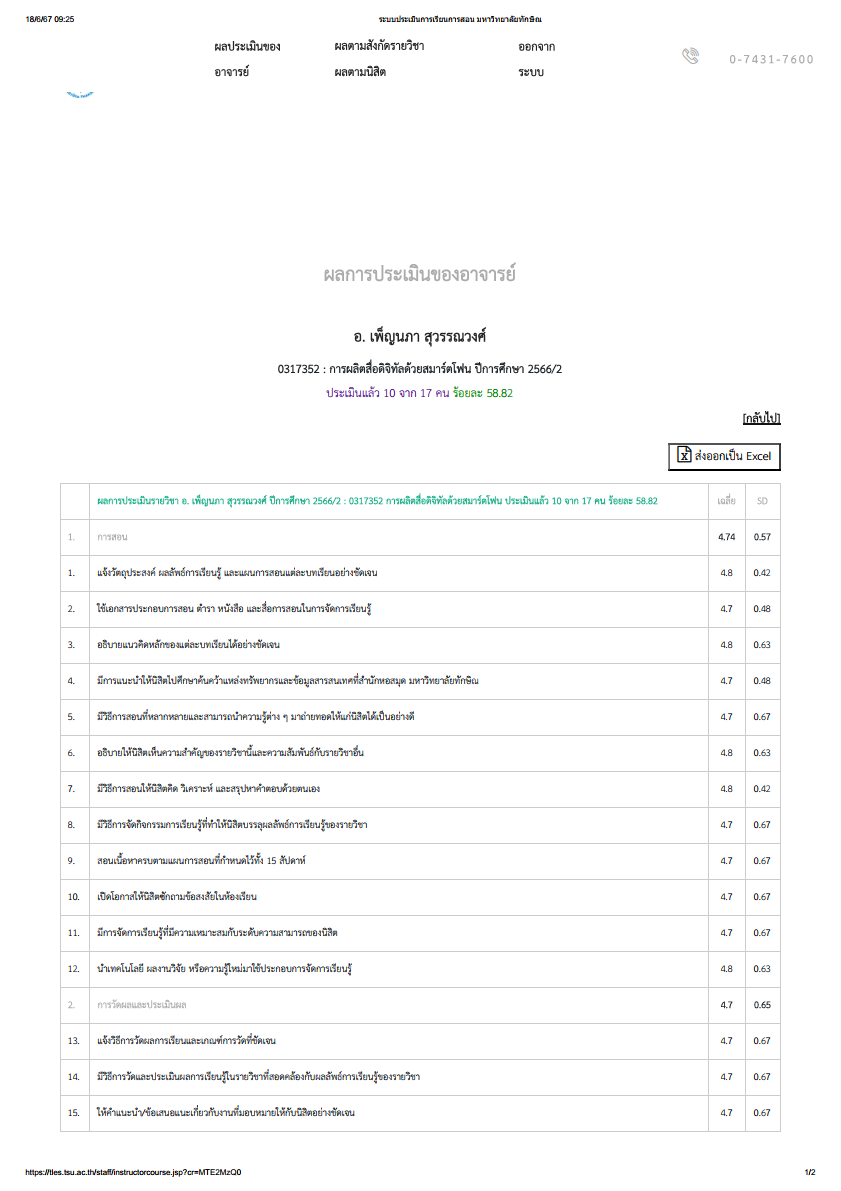 18/6/67 09:25 ระบบประเมินการเรียนการสอน มหาวิทยาลัยทักษิณ
ผลประเมินของ ผลตามสังกัดรายวิชา ออกจาก
อาจารย์ ผลตามนิสิต ระบบ
0-7431-7600
ผลการประเมินของอาจารย์
อ. เพ็ญนภา สุวรรณวงศ์
0317352 : การผลิตสื่อดิจิทัลด้วยสมาร์ตโฟน ปีการศึกษา 2566/2
ประเมินแล้ว 10 จาก 17 คน ร้อยละ 58.82
[กลับไป]
ส่งออกเป็น Excel
ผลการประเมินรายวิชา อ. เพ็ญนภา สุวรรณวงศ์ ปีการศึกษา 2566/2 : 0317352 การผลิตสื่อดิจิทัลด้วยสมาร์ตโฟน ประเมินแล้ว 10 จาก 17 คน ร้อยละ 58.82 เฉลี่ย SD
1. การสอน 4.74 0.57
1. แจ้งวัตถุประสงค์ ผลลัพธ์การเรียนรู้ และแผนการสอนแต่ละบทเรียนอย่างชัดเจน 4.8 0.42
2. ใช้เอกสารประกอบการสอน ตำรา หนังสือ และสื่อการสอนในการจัดการเรียนรู้ 4.7 0.48
3. อธิบายแนวคิดหลักของแต่ละบทเรียนได้อย่างชัดเจน 4.8 0.63
4. มีการแนะนำให้นิสิตไปศึกษาค้นคว้าแหล่งทรัพยากรและข้อมูลสารสนเทศที่สำนักหอสมุด มหาวิทยาลัยทักษิณ 4.7 0.48
5. มีวิธีการสอนที่หลากหลายและสามารถนำความรู้ต่าง ๆ มาถ่ายทอดให้แก่นิสิตได้เป็นอย่างดี 4.7 0.67
6. อธิบายให้นิสิตเห็นความสำคัญของรายวิชานี้และความสัมพันธ์กับรายวิชาอื่น 4.8 0.63
7. มีวิธีการสอนให้นิสิตคิด วิเคราะห์ และสรุปหาคำตอบด้วยตนเอง 4.8 0.42
8. มีวิธีการจัดกิจกรรมการเรียนรู้ที่ทำให้นิสิตบรรลุผลลัพธ์การเรียนรู้ของรายวิชา 4.7 0.67
9. สอนเนื้อหาครบตามแผนการสอนที่กำหนดไว้ทั้ง 15 สัปดาห์ 4.7 0.67
10. เปิดโอกาสให้นิสิตซักถามข้อสงสัยในห้องเรียน 4.7 0.67
11. มีการจัดการเรียนรู้ที่มีความเหมาะสมกับระดับความสามารถของนิสิต 4.7 0.67
12. นำเทคโนโลยี ผลงานวิจัย หรือความรู้ใหม่มาใช้ประกอบการจัดการเรียนรู้ 4.8 0.63
2. การวัดผลและประเมินผล 4.7 0.65
13. แจ้งวิธีการวัดผลการเรียนและเกณฑ์การวัดที่ชัดเจน 4.7 0.67
14. มีวิธีการวัดและประเมินผลการเรียนรู้ในรายวิชาที่สอดคล้องกับผลลัพธ์การเรียนรู้ของรายวิชา 4.7 0.67
15. ให้คำแนะนำ/ข้อเสนอแนะเกี่ยวกับงานที่มอบหมายให้กับนิสิตอย่างชัดเจน 4.7 0.67
https://tles.tsu.ac.th/staff/instructorcourse.jsp?cr=MTE2MzQ0 1/2